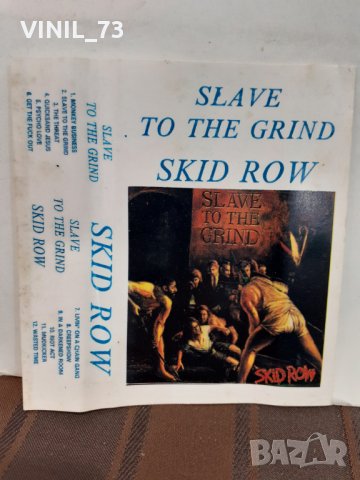 VINIL_73
SLAVE
TO THE GRIND
SKID ROW
SLAVE
TO THE
GRIND
SKID ROW
SLAVE
TO THE GRIND
SKID ROW
SLAVE
TO THE GRIND
SKID ROW
1. MONKEY BUSINESS
2. SLAVE TO THE GRIND
3. THE THREAT
4. QUICKSAND JESUS
5. PSYCHO LOVE
6. GET THE FUCK OUT
7. LIVIN' ON A CHAIN GANG
8. CREEPSHOW
9. IN A DARKENED ROOM
10. RIOT ACT
11. MUDKICKER
12. WASTED TIME
BAZAR